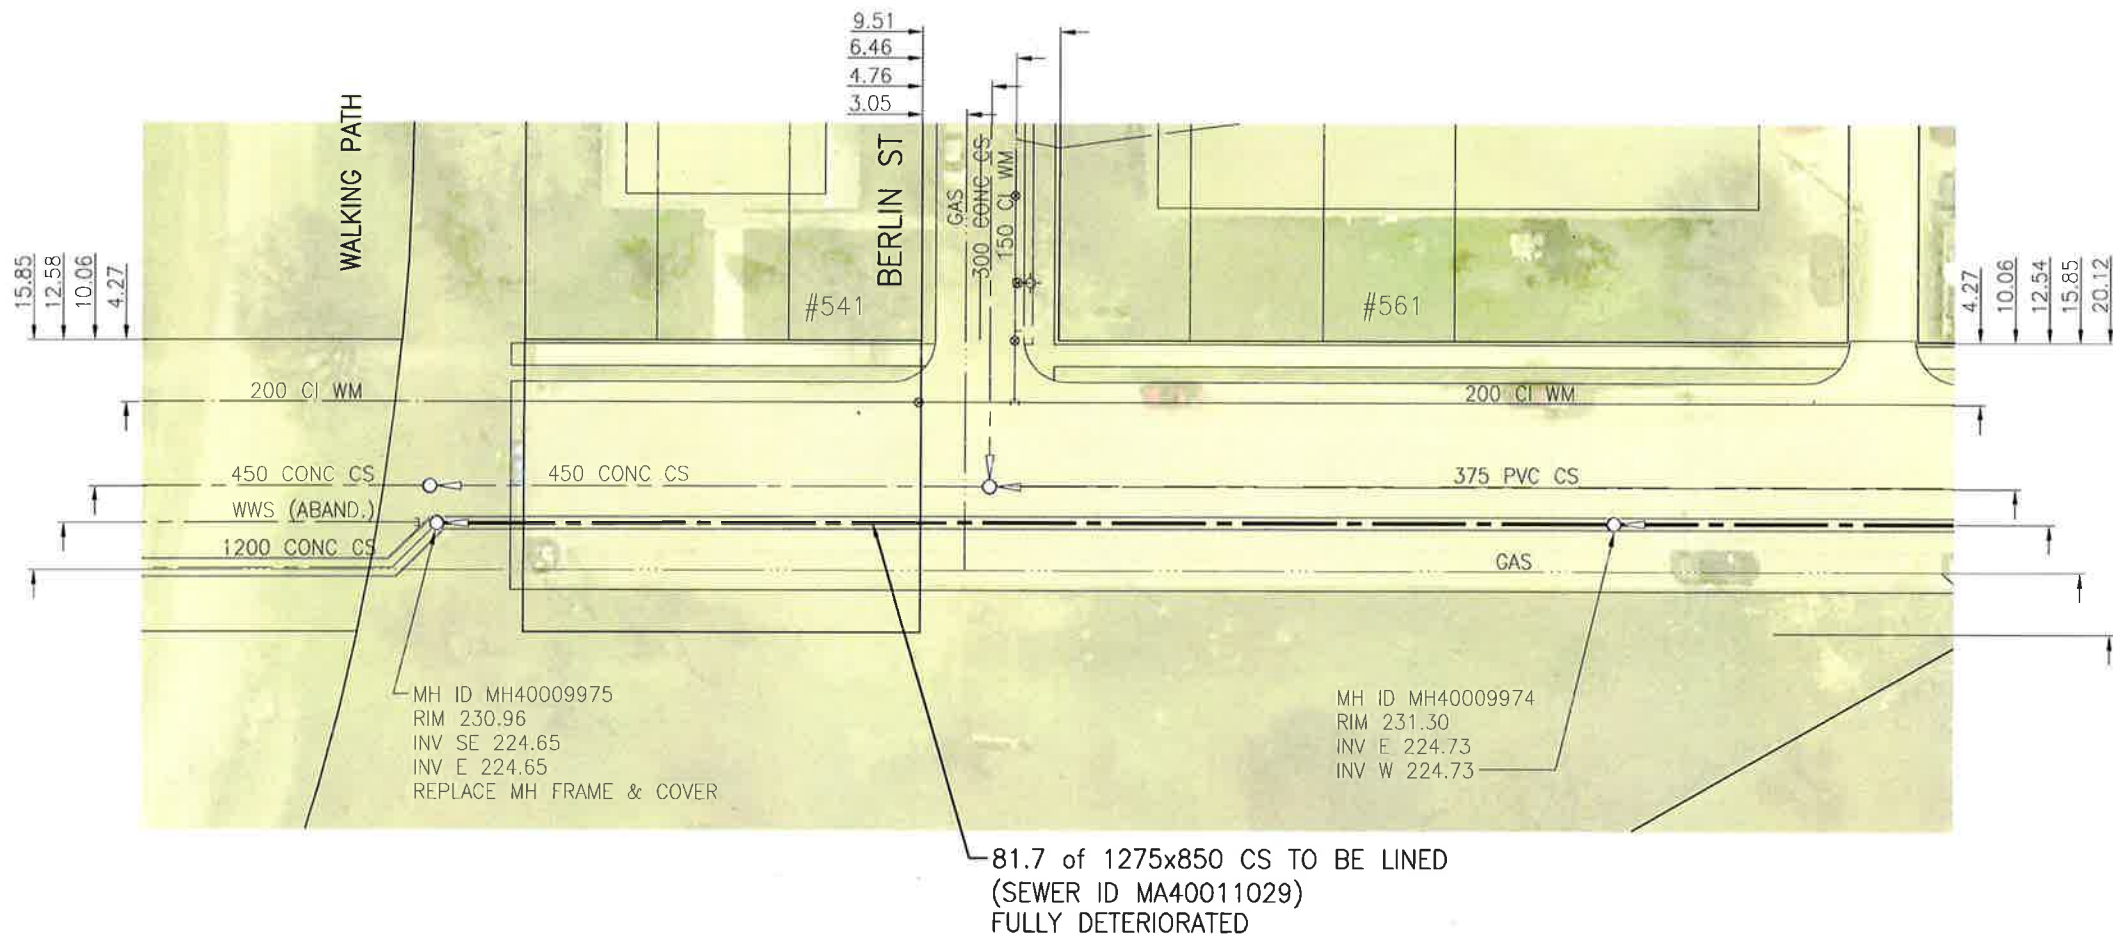 9.51
6.46
4.76
3.05
WALKING PATH
BERLIN ST
GAS
300 CONC CS
150 CI WM
15.85
12.58
10.06
4.27
#541
#561
4.27
10.06
12.54
15.85
20.12
200 CI WM
200 CI WM
450 CONC CS
450 CONC CS
375 PVC CS
WWS (ABAND.)
1200 CONC CS
GAS
MH ID MH40009975
RIM 230.96
INV SE 224.65
INV E 224.65
REPLACE MH FRAME & COVER
MH ID MH40009974
RIM 231.30
INV E 224.73
INV W 224.73
81.7 of 1275x850 CS TO BE LINED
(SEWER ID MA40011029)
FULLY DETERIORATED